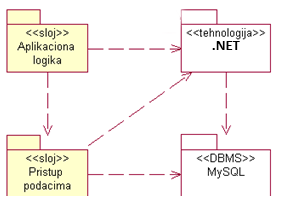 <<sloj>>
Aplikaciona
logika
<<tehnologija>>
.NET
<<sloj>>
Pristup
podacima
<<DBMS>>
MySQL